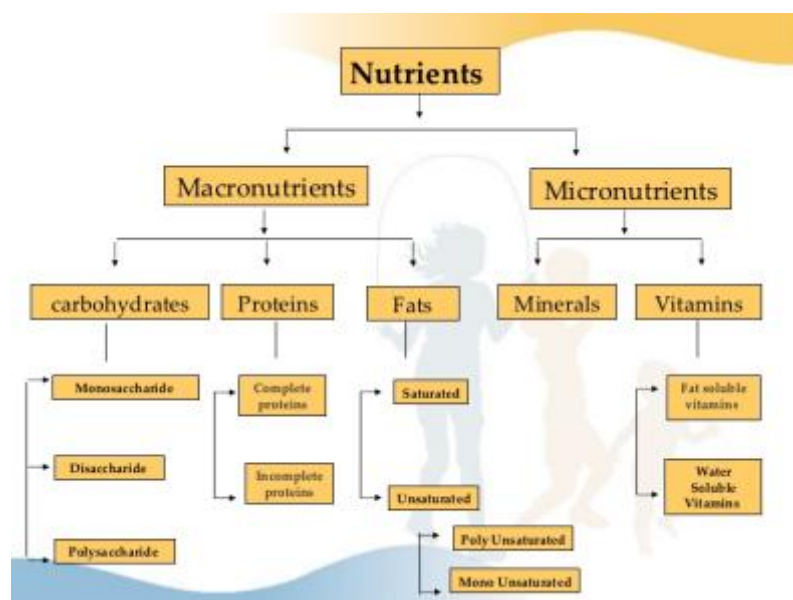 Nutrients
Macronutrients
Micronutrients
carbohydrates
Proteins
Fats
Minerals
Vitamins
Monosaccharide
Disaccharide
Polysaccharide
Complete
proteins
Incomplete
proteins
Saturated
Unsaturated
Poly Unsaturated
Mono Unsaturated
Fat soluble
vitamins
Water
Soluble
Vitamins